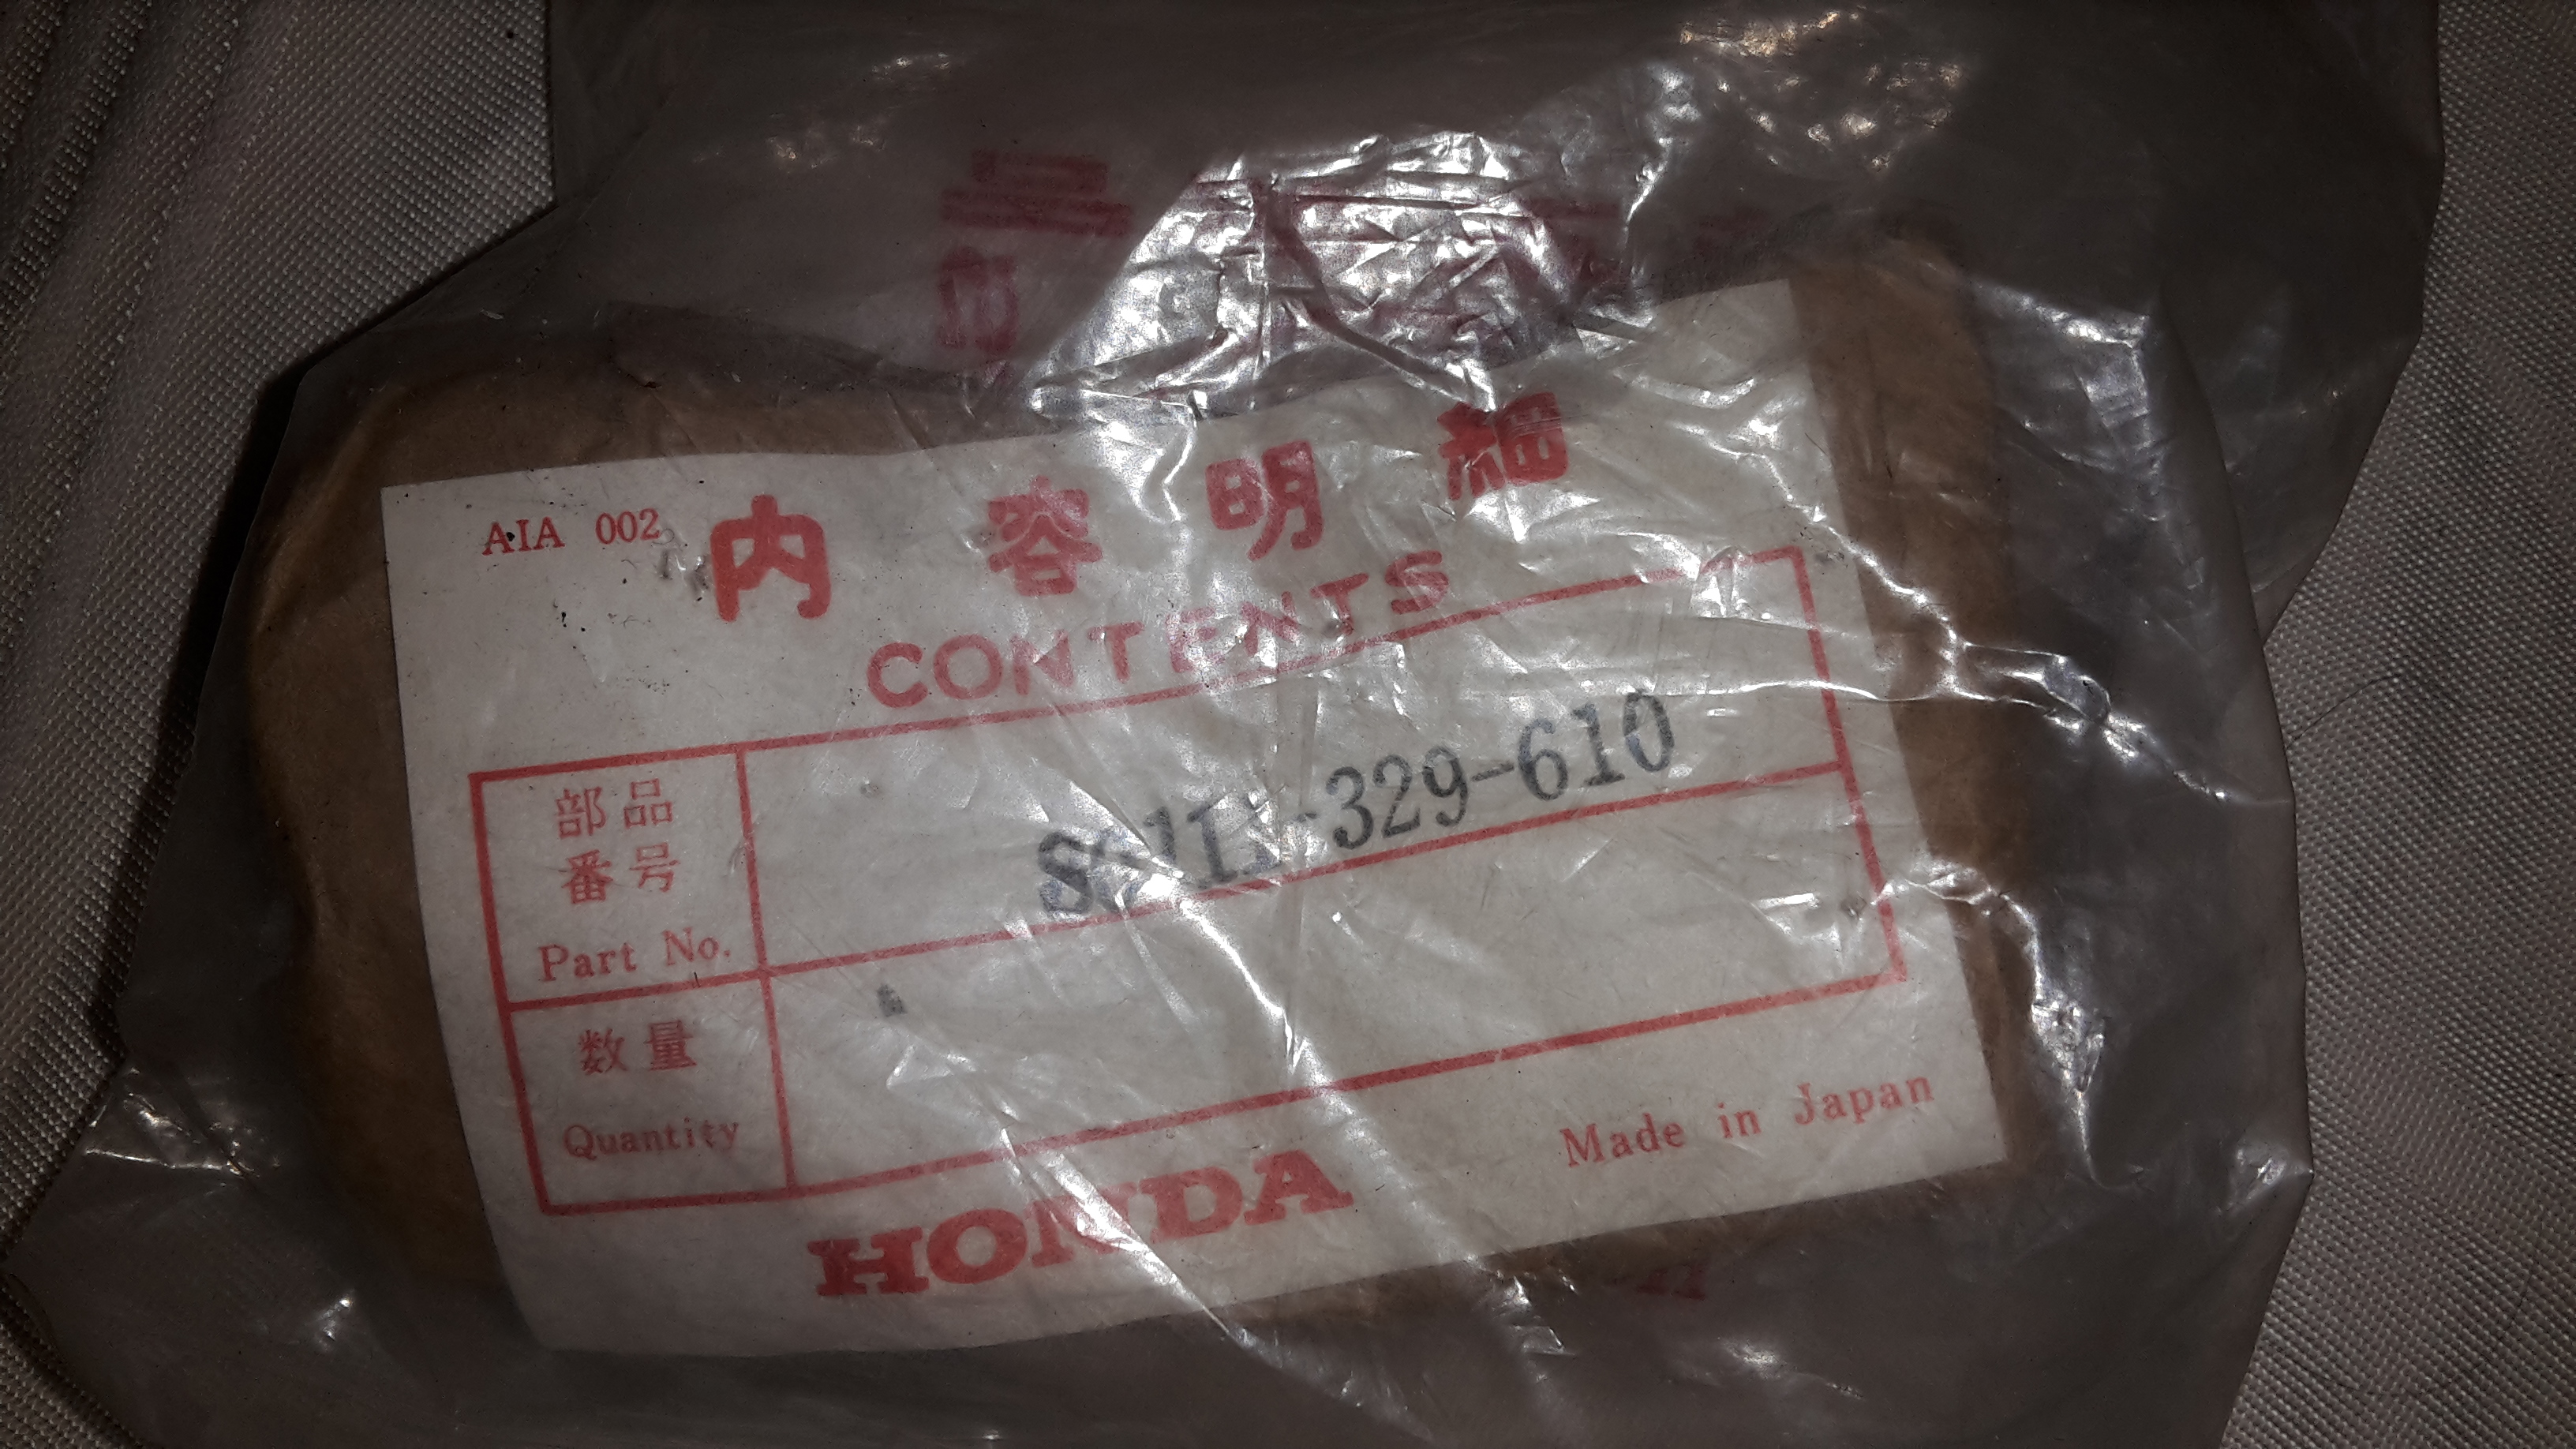 AIA 002
内容明細
CONTENTS
部品
番号
Part No.
329-610
数量
Quantity
HONDA
Made in Japan